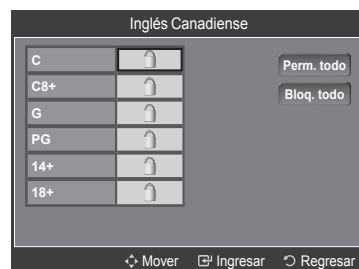 Inglés Canadiense
C
Perm. todo
C8+
Bloq. todo
G
PG
14+
18+
Mover Ingresar Regresar